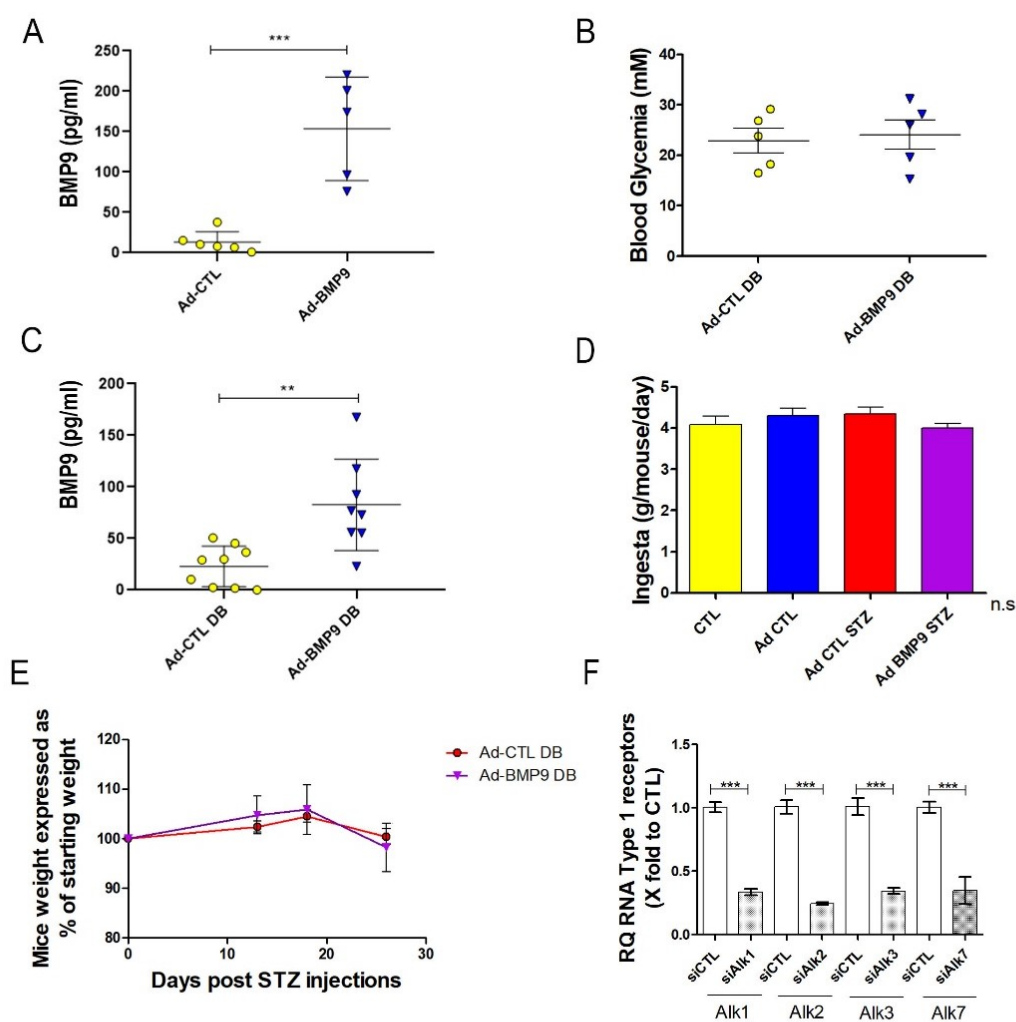 A
***
BMP9 (pg/ml)
250
200
150
100
50
0
Ad-CTL
Ad-BMP9
B
Blood Glycemia (mM)
40
30
20
10
0
Ad-CTL DB
Ad-BMP9 DB
C
**
BMP9 (pg/ml)
200
150
100
50
0
Ad-CTL DB
Ad-BMP9 DB
D
Ingesta (g/mouse/day)
5
4
3
2
1
0
CTL
Ad CTL
Ad CTL STZ
Ad BMP9 STZ
n.s
E
Mice weight expressed as
% of starting weight
120
110
100
90
80
0
10
20
30
Days post STZ injections
Ad-CTL DB
Ad-BMP9 DB
F
RQ RNA Type 1 receptors
(X fold to CTL)
1.5
1.0
0.5
0.0
*** *** *** ***
siCTL siAlk1 siCTL siAlk2 siCTL siAlk3 siCTL siAlk7
Alk1 Alk2 Alk3 Alk7